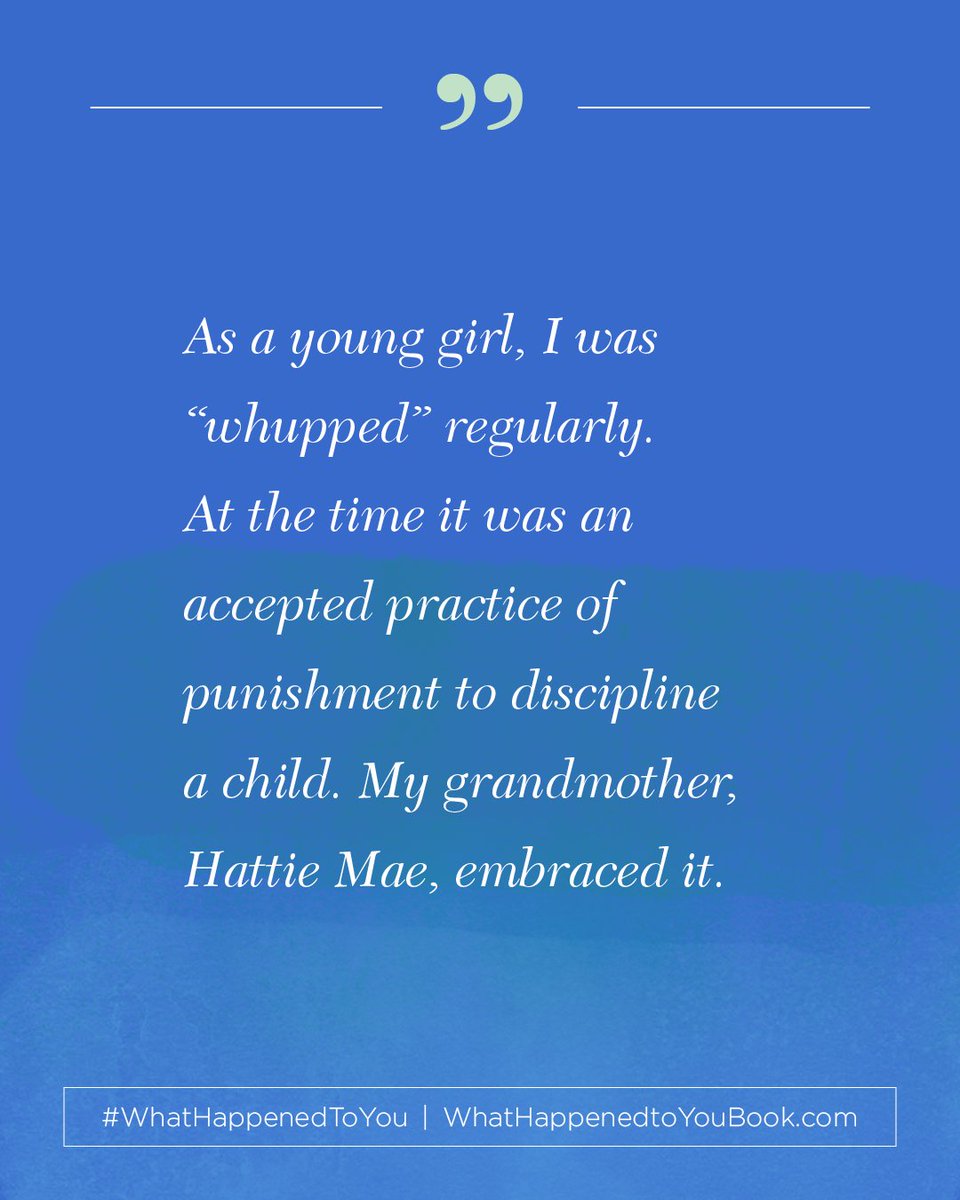 ”
As a young girl, I was
“whupped” regularly.
At the time it was an
accepted practice of
punishment to discipline
a child. My grandmother,
Hattie Mae, embraced it.
#WhatHappenedToYou | WhatHappenedtoYouBook.com